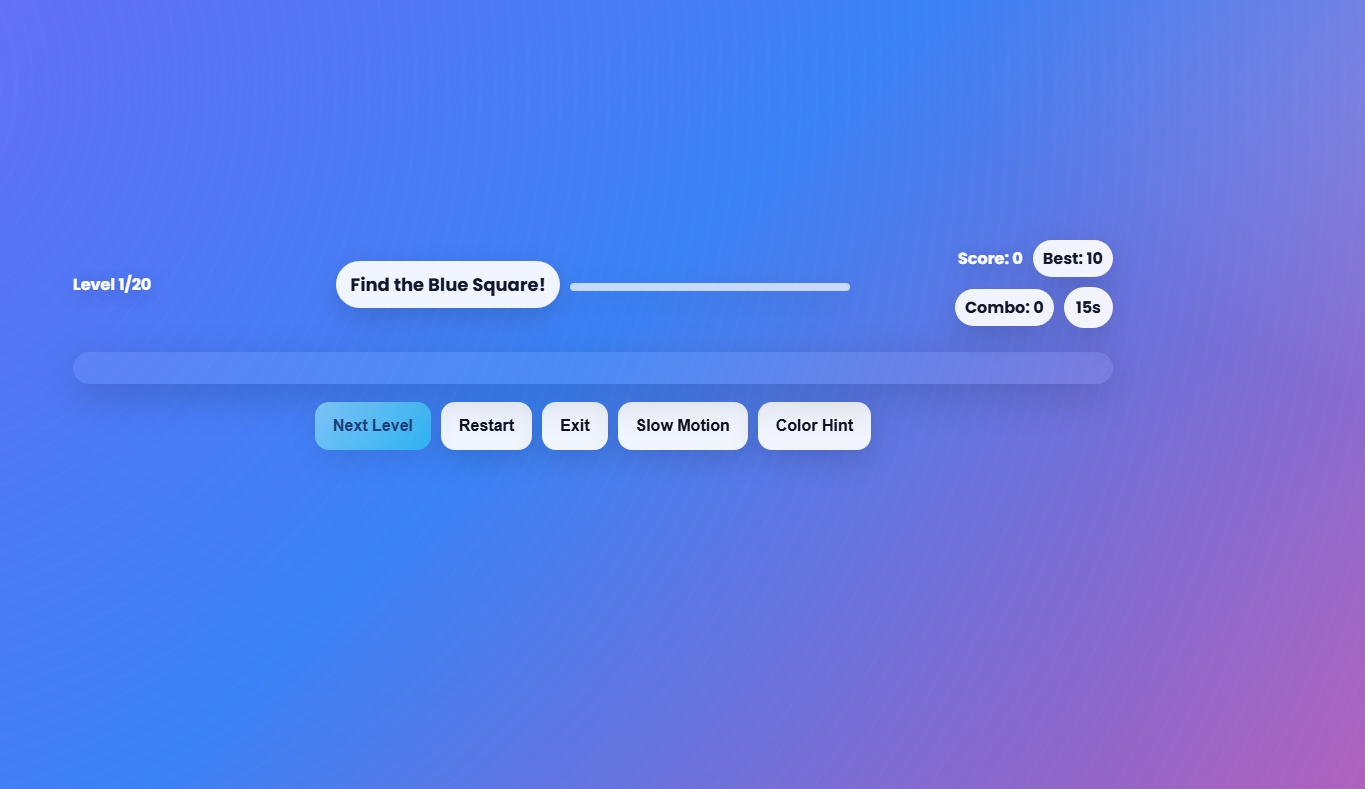 Level 1/20
Find the Blue Square!
Score: 0
Best: 10
Combo: 0
15s
Next Level
Restart
Exit
Slow Motion
Color Hint